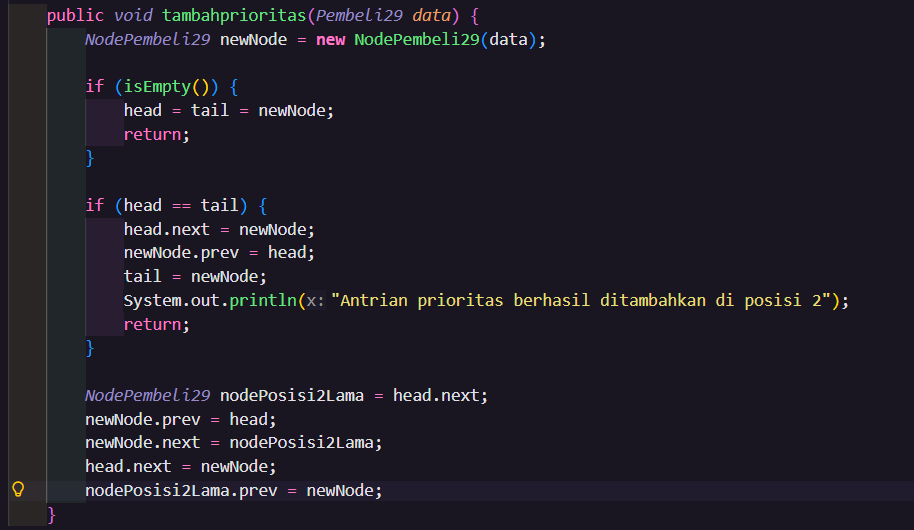 public void tambahprioritas(Pembeli29 data) {
NodePembeli29 newNode = new NodePembeli29(data);
if (isEmpty()) {
head = tail = newNode;
return;
}
if (head == tail) {
head.next = newNode;
newNode.prev = head;
tail = newNode;
System.out.println(x: "Antrian prioritas berhasil ditambahkan di posisi 2");
return;
}
NodePembeli29 nodePosisi2Lama = head.next;
newNode.prev = head;
newNode.next = nodePosisi2Lama;
head.next = newNode;
nodePosisi2Lama.prev = newNode;
}